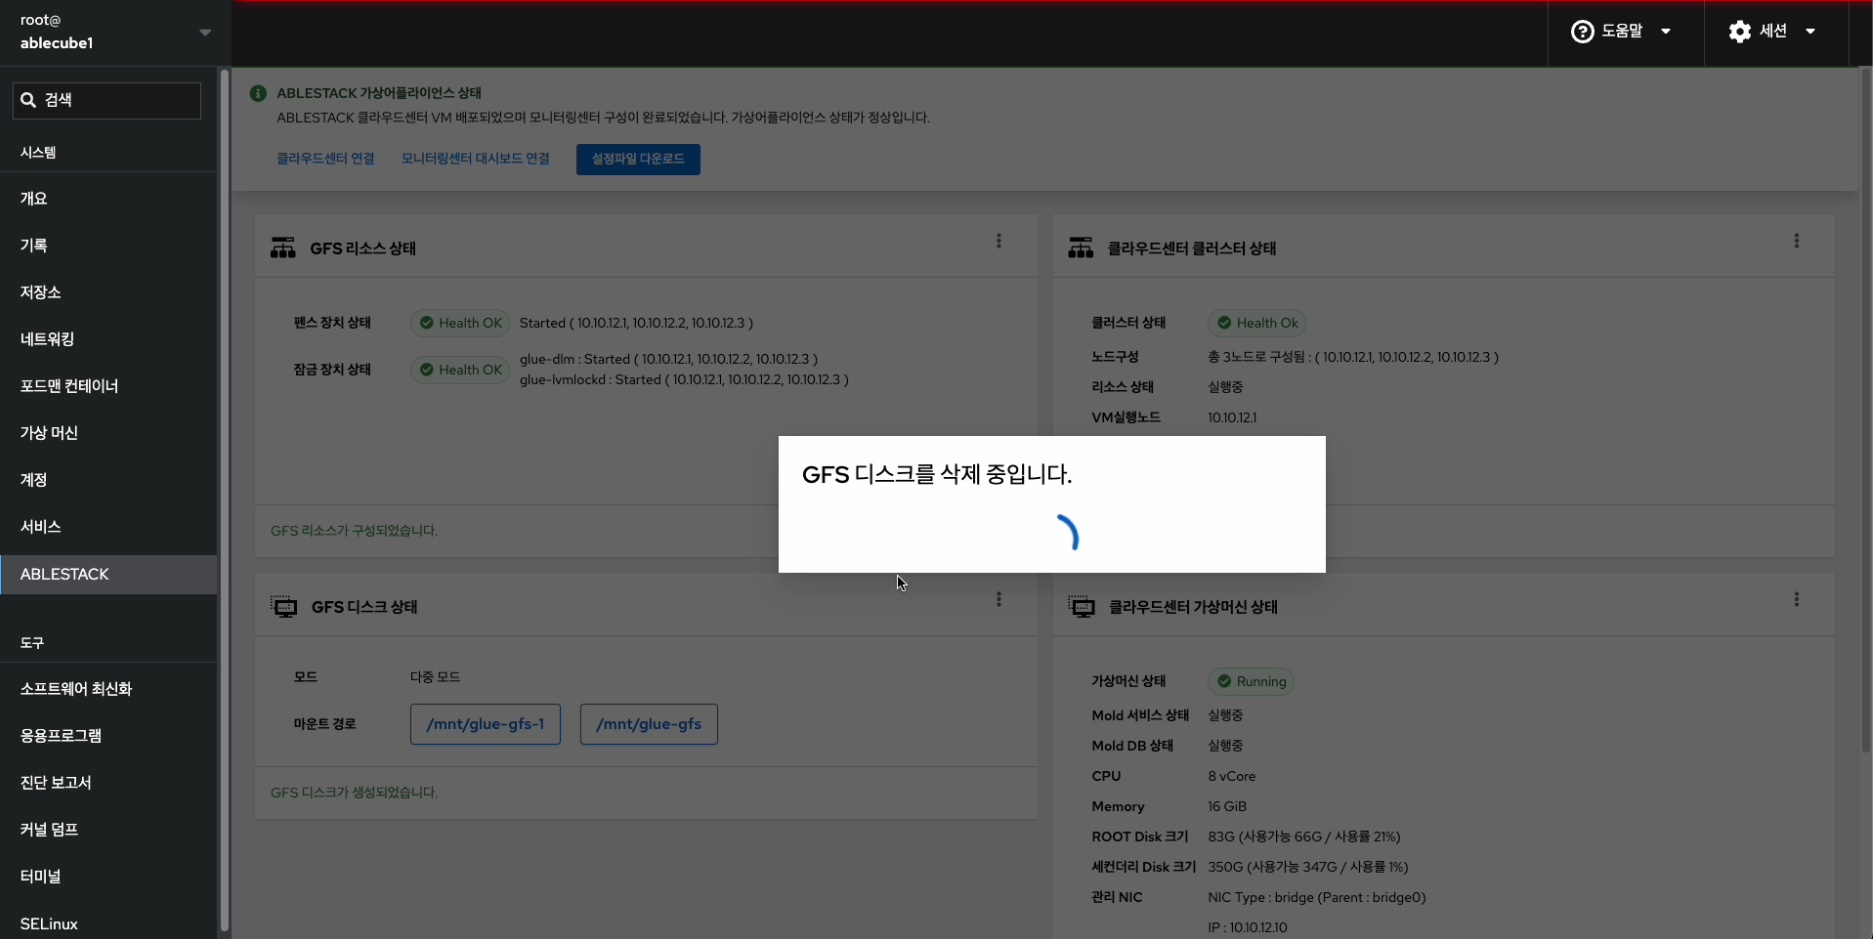 root@
ablecube1
도움말
세션
검색
시스템
개요
기록
저장소
네트워킹
포드맨 컨테이너
가상 머신
계정
서비스
ABLESTACK
도구
소프트웨어 최신화
응용프로그램
진단 보고서
커널 덤프
터미널
SELinux
ABLESTACK 가상어플라이언스 상태
ABLESTACK 클라우드센터 VM 배포되었으며 모니터링센터 구성이 완료되었습니다. 가상어플라이언스 상태가 정상입니다.
클라우드센터 연결 모니터링센터 대시보드 연결 설정파일 다운로드
GFS 리소스 상태
펜스 장치 상태 Health OK Started ( 10.10.12.1, 10.10.12.2, 10.10.12.3 )
잠금 장치 상태 Health OK glue-dlm : Started ( 10.10.12.1, 10.10.12.2, 10.10.12.3 )
glue-lvmlockd : Started ( 10.10.12.1, 10.10.12.2, 10.10.12.3 )
GFS 리소스가 구성되었습니다.
클라우드센터 클러스터 상태
클러스터 상태 Health Ok
노드구성 총 3노드로 구성됨 : ( 10.10.12.1, 10.10.12.2, 10.10.12.3 )
리소스 상태 실행중
VM실행노드 10.10.12.1
GFS 디스크를 삭제 중입니다.
GFS 디스크 상태
모드 다중 모드
마운트 경로 /mnt/glue-gfs-1 /mnt/glue-gfs
GFS 디스크가 생성되었습니다.
클라우드센터 가상머신 상태
가상머신 상태 Running
Mold 서비스 상태 실행중
Mold DB 상태 실행중
CPU 8 vCore
Memory 16 GiB
ROOT Disk 크기 83G (사용가능 66G / 사용률 21%)
세컨더리 Disk 크기 350G (사용가능 347G / 사용률 1%)
관리 NIC NIC Type : bridge (Parent : bridge0)
IP : 10.10.12.10